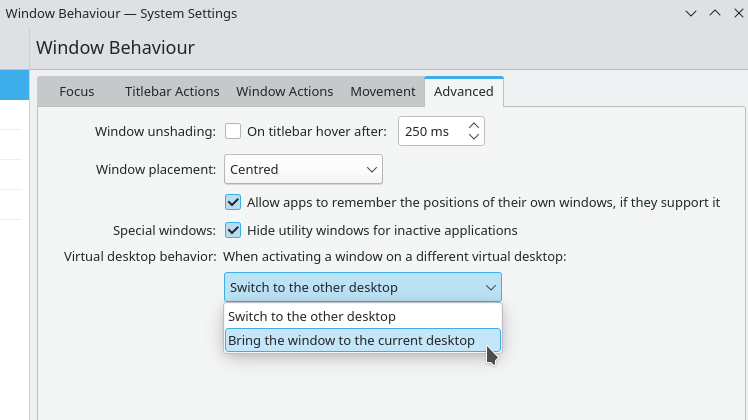 Window Behaviour — System Settings
Window Behaviour
Focus Titlebar Actions Window Actions Movement Advanced
Window unshading: On titlebar hover after: 250 ms
Window placement: Centred
Allow apps to remember the positions of their own windows, if they support it
Special windows: Hide utility windows for inactive applications
Virtual desktop behavior: When activating a window on a different virtual desktop:
Switch to the other desktop
Switch to the other desktop
Bring the window to the current desktop